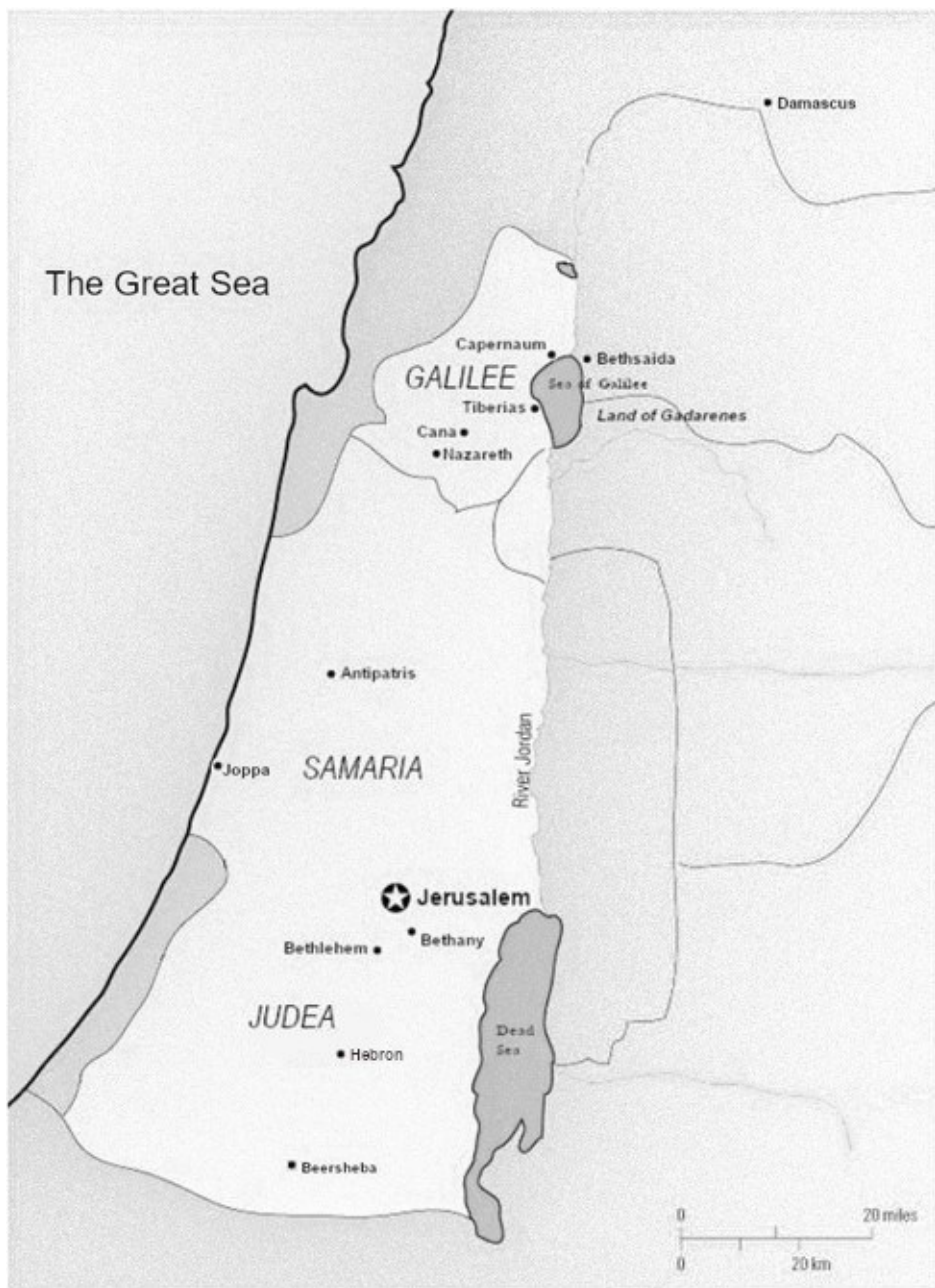 Damascus
The Great Sea
Capernaum
Bethsaida
GALILEE
Sea of Galilee
Tiberias
Land of Gadarenes
Cana
Nazareth
Antipatris
River Jordan
Joppa
SAMARIA
Jerusalem
Bethany
Bethlehem
JUDEA
Dead
Sea
Hebron
Beersheba
0 20 miles
0 20 km